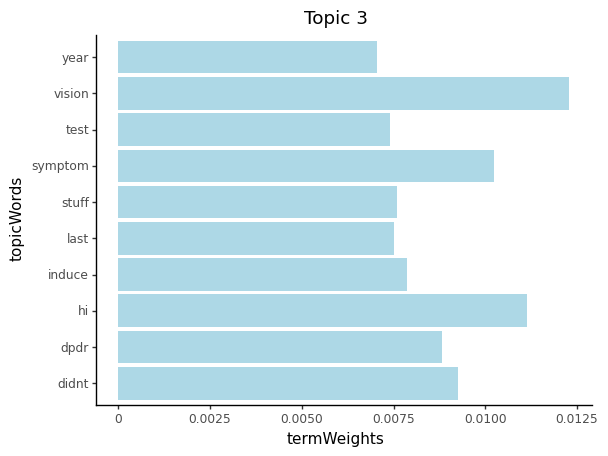 Topic 3
topicWords
year
vision
test
symptom
stuff
last
induce
hi
dpdr
didnt
0 0.0025 0.0050 0.0075 0.0100 0.0125
termWeights